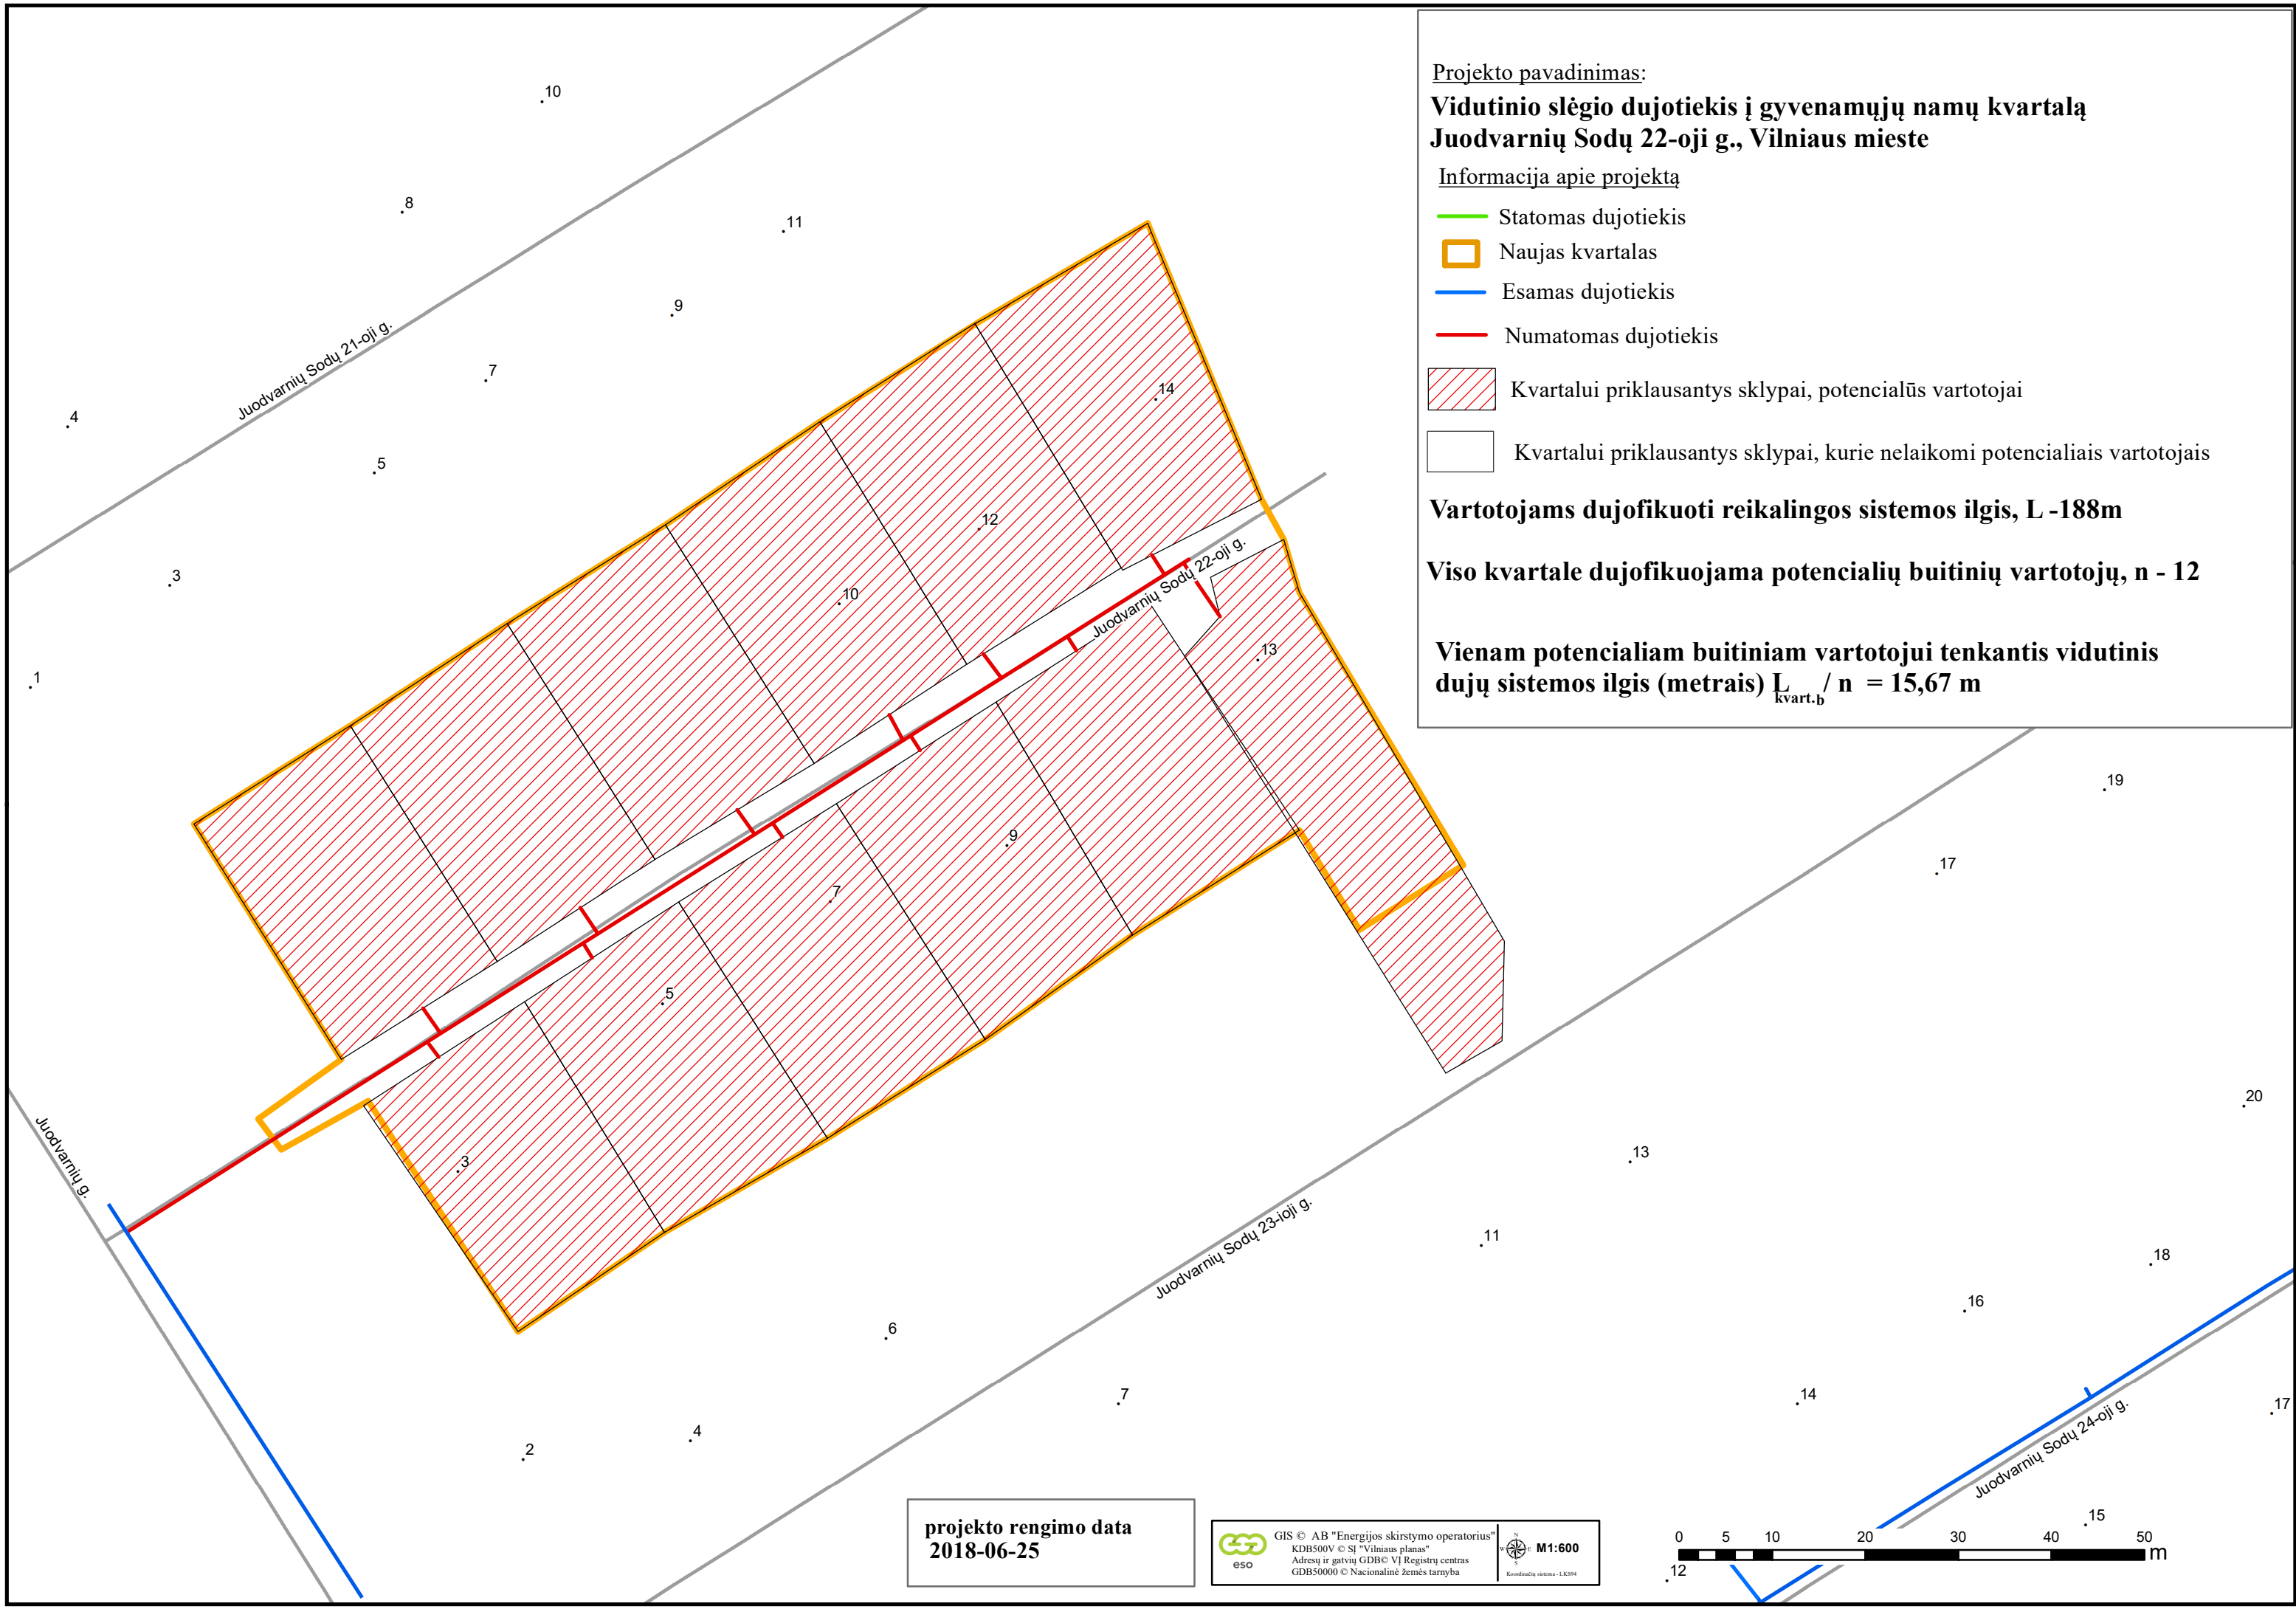 Projekto pavadinimas:
Vidutinio slėgio dujotiekis į gyvenamųjų namų kvartalą
Juodvarnių Sodų 22-oji g., Vilniaus mieste
Informacija apie projektą
Statomas dujotiekis
Naujas kvartalas
Esamas dujotiekis
Numatomas dujotiekis
Kvartalui priklausantys sklypai, potencialūs vartotojai
Kvartalui priklausantys sklypai, kurie nelaikomi potencialiais vartotojais
Vartotojams dujofikuoti reikalingos sistemos ilgis, L -188m
Viso kvartale dujofikuojama potencialių buitinių vartotojų, n - 12
Vienam potencialiam buitiniam vartotojui tenkantis vidutinis
dujų sistemos ilgis (metrais) L kvart.b / n = 15,67 m
10
8
11
9
Juodvarnių Sodų 21-oji g.
7
14
4
5
12
3
Juodvarnių Sodų 22-oji g.
10
13
1
19
9
17
7
5
20
Juodvarnių g.
3
13
Juodvarnių Sodų 23-ioji g.
11
18
16
6
7
14
17
4
Juodvarnių Sodų 24-oji g.
2
15
12
projekto rengimo data
2018-06-25
eso
GIS © AB "Energijos skirstymo operatorius"
KDB500V © SĮ "Vilniaus planas"
Adresų ir gatvių GDB© VĮ Registrų centras
GDB50000 © Nacionalinė žemės tarnyba
N
W E
S
M1:600
Koordinačių sistema - LKS94
0 5 10 20 30 40 50
m